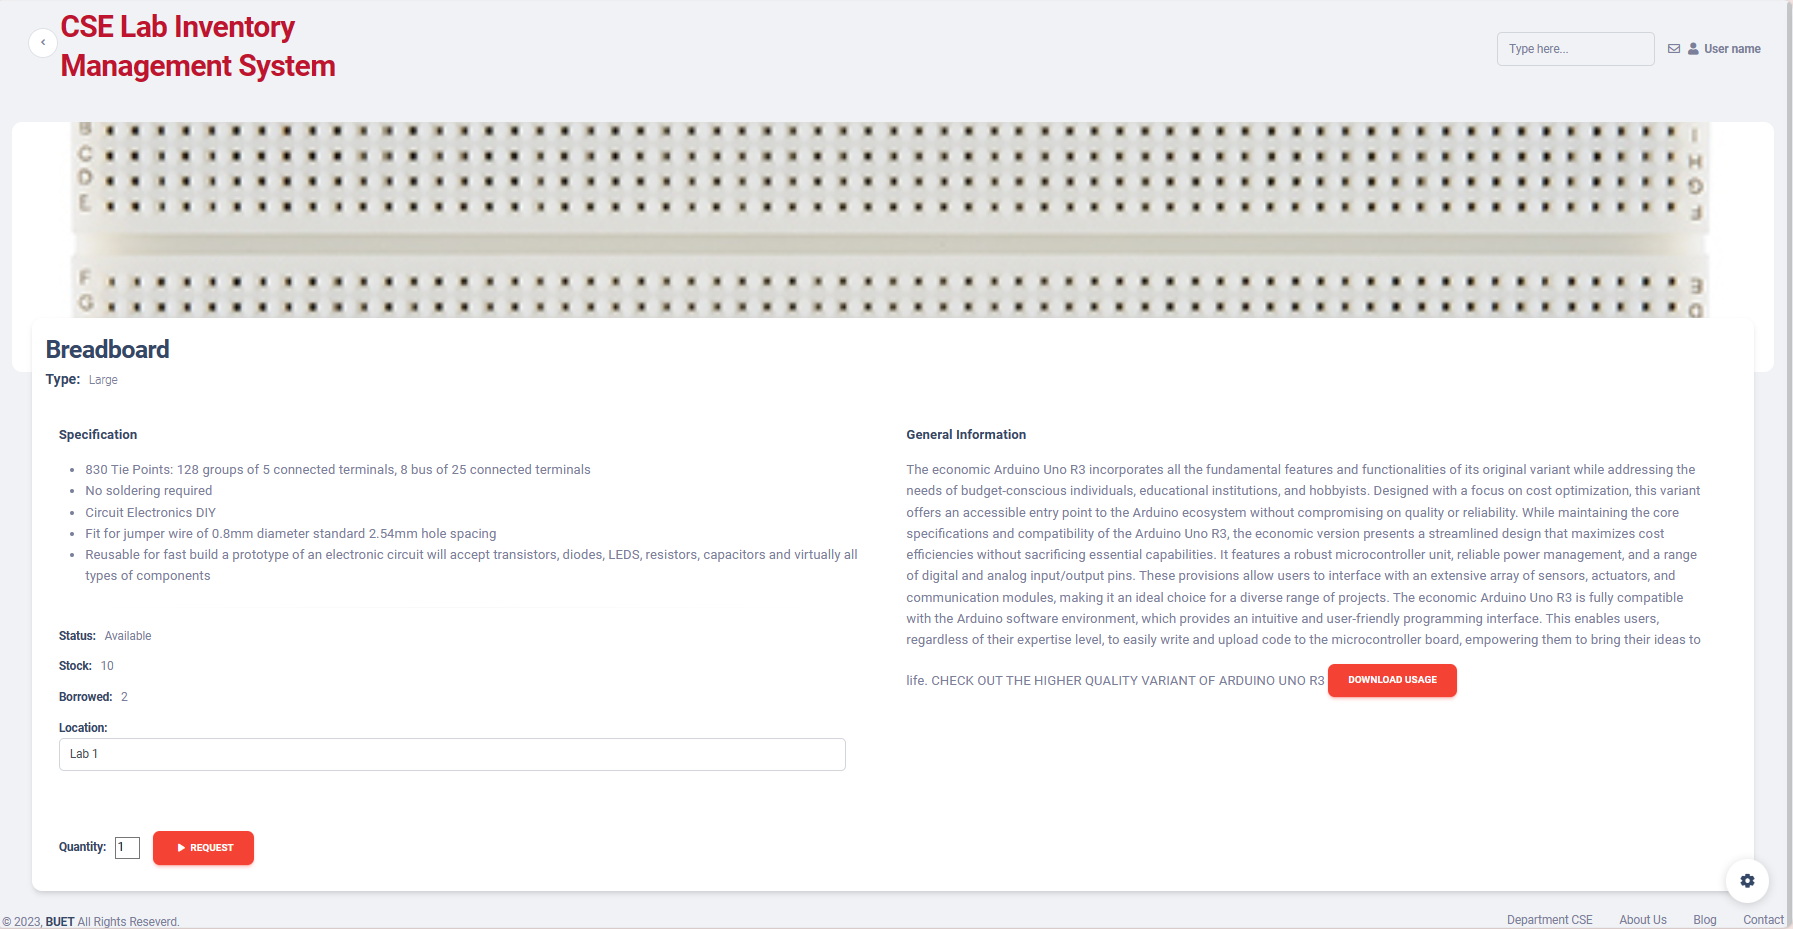 CSE Lab Inventory
Management System
Type here...
User name
B
C
D
E
F
G
I
H
G
F
E
D
Breadboard
Type: Large
Specification
830 Tie Points: 128 groups of 5 connected terminals, 8 bus of 25 connected terminals
No soldering required
Circuit Electronics DIY
Fit for jumper wire of 0.8mm diameter standard 2.54mm hole spacing
Reusable for fast build a prototype of an electronic circuit will accept transistors, diodes, LEDS, resistors, capacitors and virtually all
types of components
Status: Available
Stock: 10
Borrowed: 2
Location:
Lab 1
Quantity: 1 REQUEST
General Information
The economic Arduino Uno R3 incorporates all the fundamental features and functionalities of its original variant while addressing the
needs of budget-conscious individuals, educational institutions, and hobbyists. Designed with a focus on cost optimization, this variant
offers an accessible entry point to the Arduino ecosystem without compromising on quality or reliability. While maintaining the core
specifications and compatibility of the Arduino Uno R3, the economic version presents a streamlined design that maximizes cost
efficiencies without sacrificing essential capabilities. It features a robust microcontroller unit, reliable power management, and a range
of digital and analog input/output pins. These provisions allow users to interface with an extensive array of sensors, actuators, and
communication modules, making it an ideal choice for a diverse range of projects. The economic Arduino Uno R3 is fully compatible
with the Arduino software environment, which provides an intuitive and user-friendly programming interface. This enables users,
regardless of their expertise level, to easily write and upload code to the microcontroller board, empowering them to bring their ideas to
life. CHECK OUT THE HIGHER QUALITY VARIANT OF ARDUINO UNO R3 DOWNLOAD USAGE
© 2023, BUET All Rights Reseverd.
Department CSE About Us Blog Contact